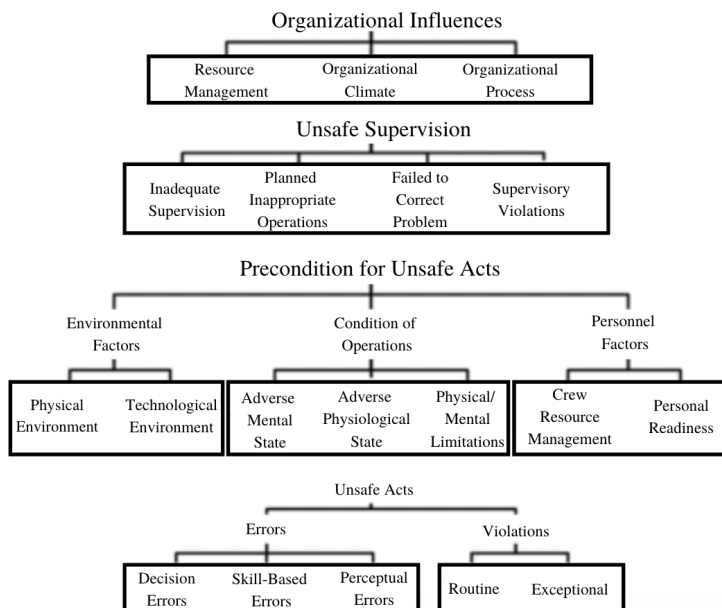 Organizational Influences
Resource Management
Organizational Climate
Organizational Process
Unsafe Supervision
Inadequate Supervision
Planned Inappropriate Operations
Failed to Correct Problem
Supervisory Violations
Precondition for Unsafe Acts
Environmental Factors
Condition of Operations
Personnel Factors
Physical Environment
Technological Environment
Adverse Mental State
Adverse Physiological State
Physical/ Mental Limitations
Crew Resource Management
Personal Readiness
Unsafe Acts
Errors
Violations
Decision Errors
Skill-Based Errors
Perceptual Errors
Routine
Exceptional